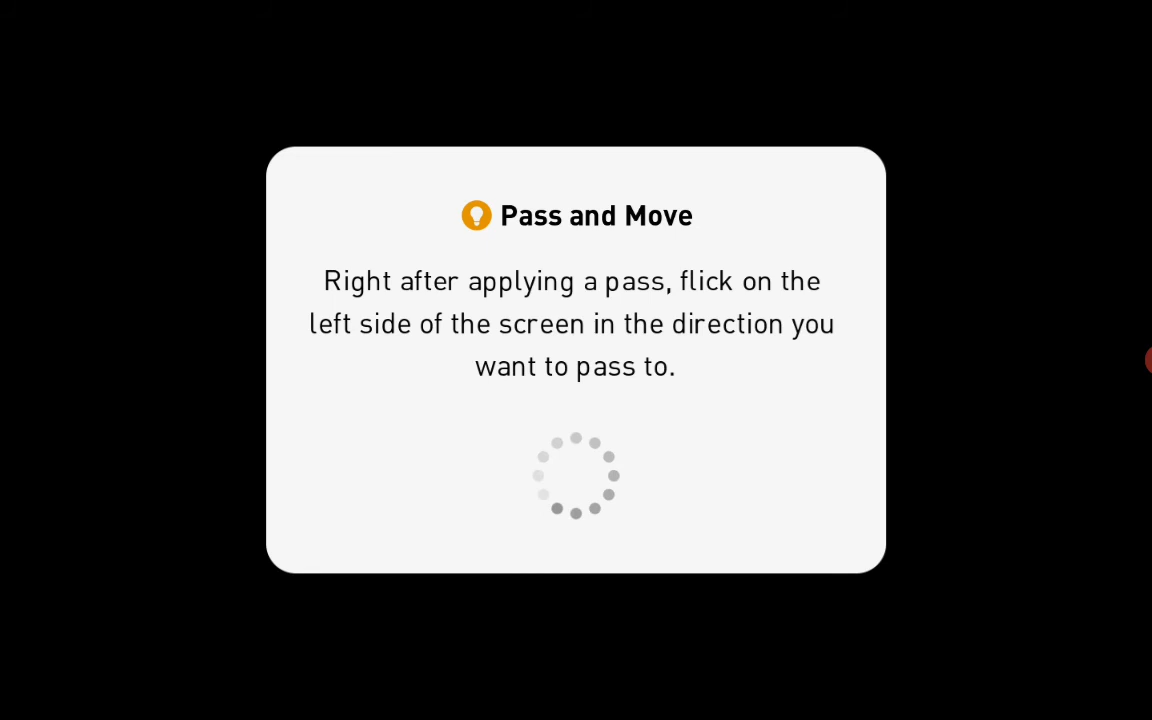 Pass and Move
Right after applying a pass, flick on the
left side of the screen in the direction you
want to pass to.